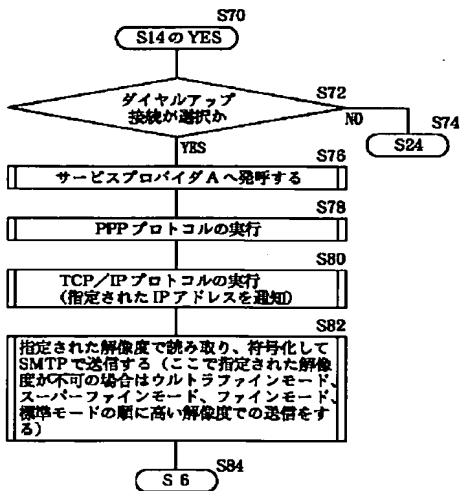 S70
S14のYES
S72
ダイヤルアップ
接続が選択か
NO
S74
S24
YES
S76
サービスプロバイダAへ発呼する
S78
PPPプロトコルの実行
S80
TCP/IPプロトコルの実行
(指定されたIPアドレスを通知)
S82
指定された解像度で読み取り、符号化して
SMTPで送信する(ここで指定された解像
度が不可の場合はウルトラファインモード、
スーパーファインモード、ファインモード、
標準モードの順に高い解像度での送信をす
る)
S84
S 6